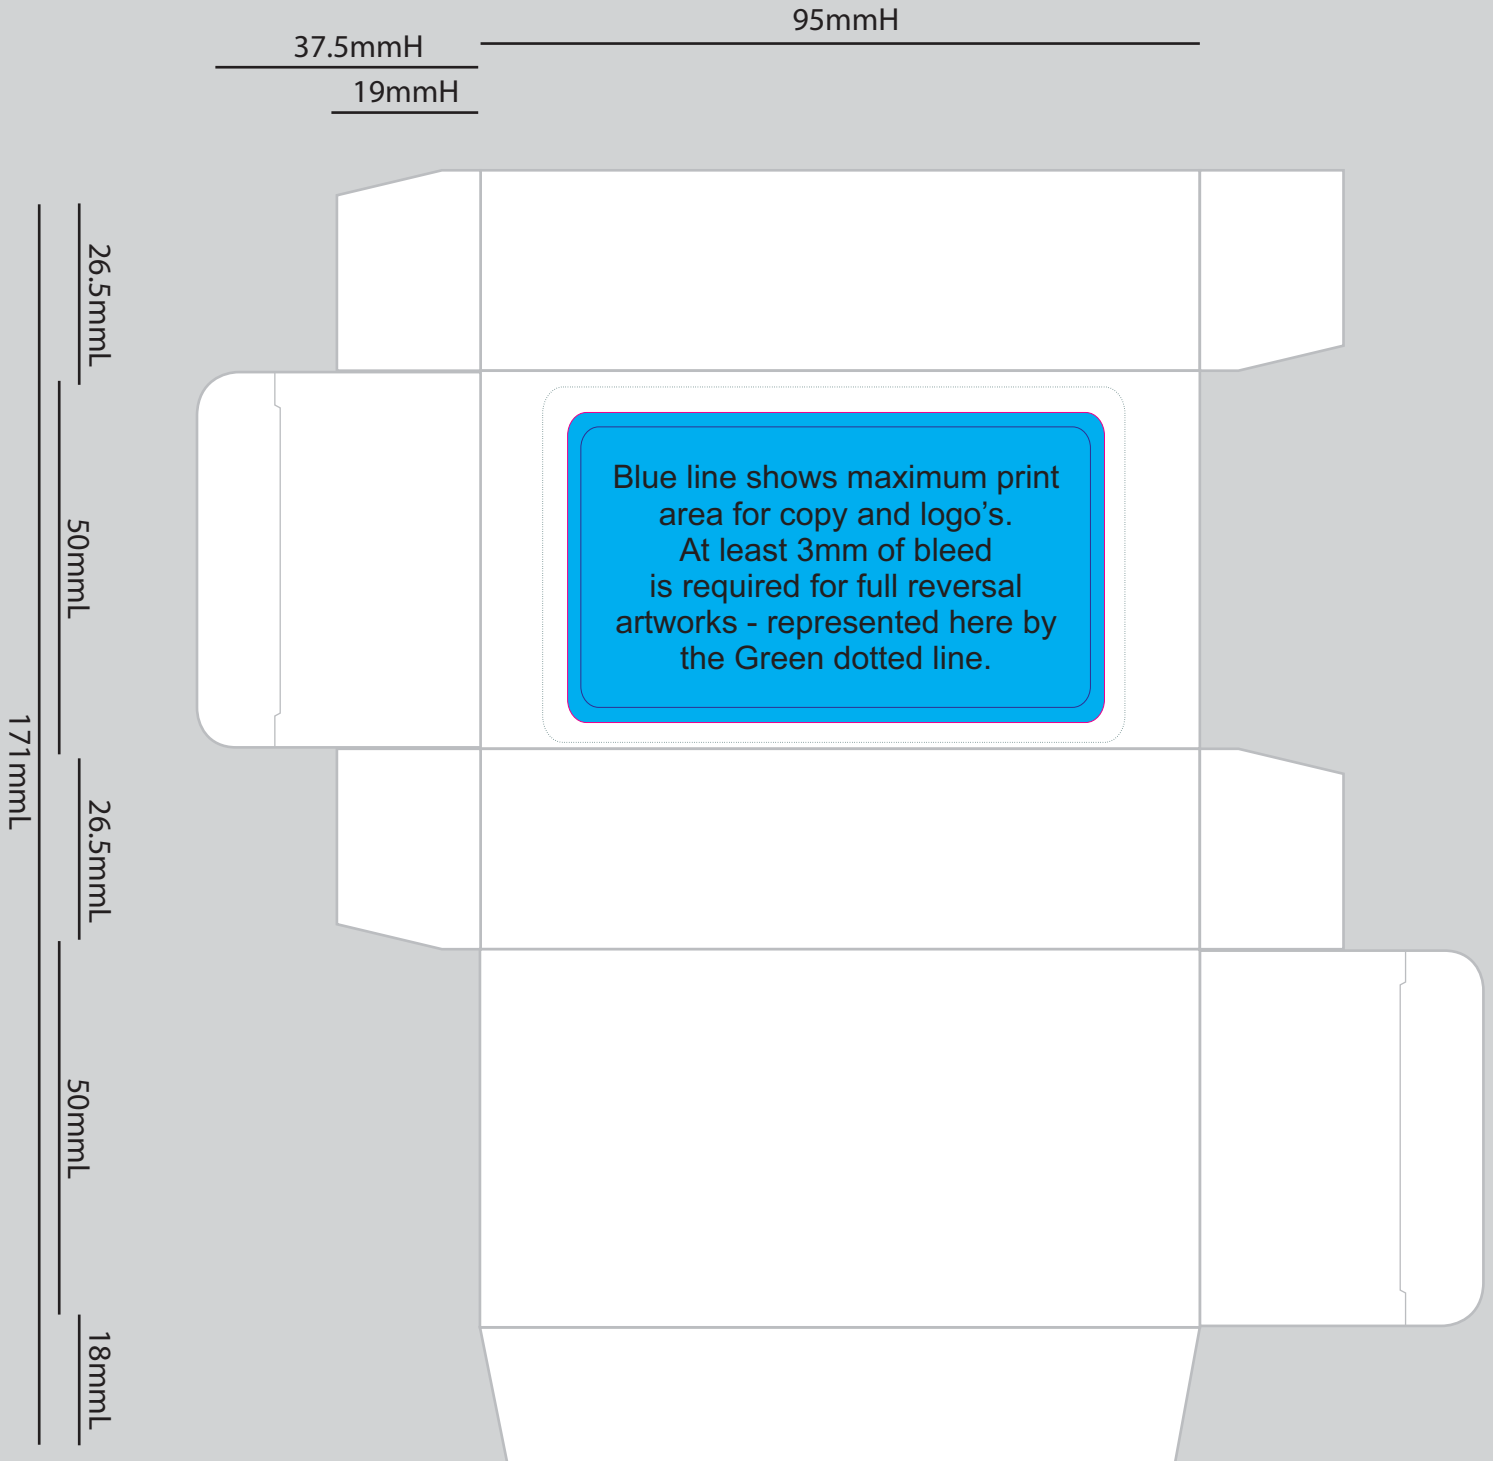 95mmH
37.5mmH
19mmH
26.5mmL
50mmL
171mmL
26.5mmL
50mmL
18mmL
Blue line shows maximum print
area for copy and logo’s.
At least 3mm of bleed
is required for full reversal
artworks - represented here by
the Green dotted line.